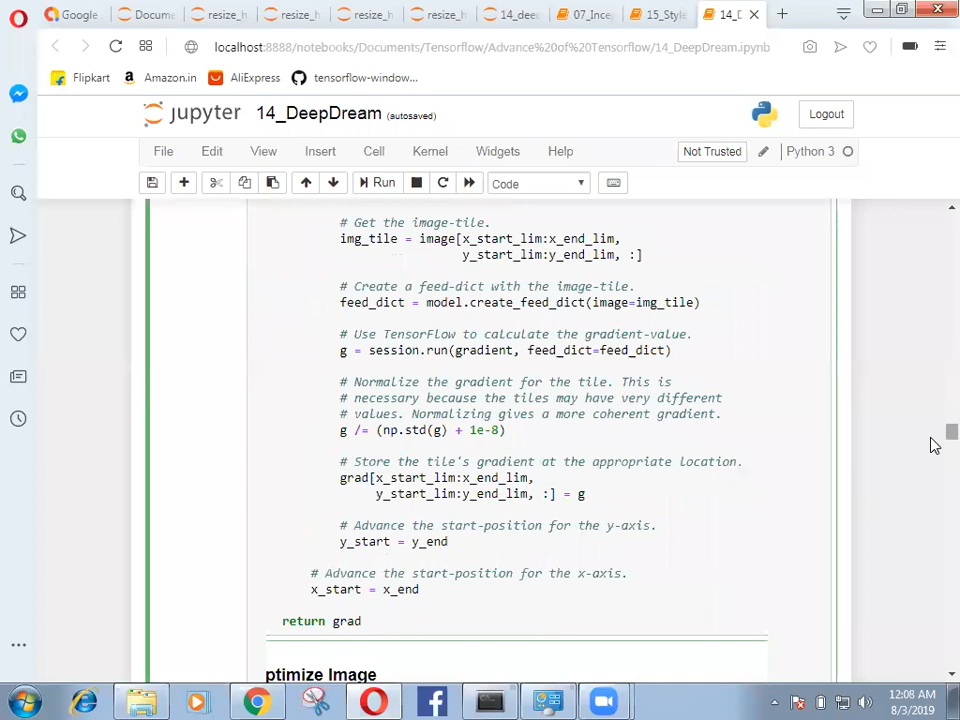 Google
Docume
resize_h
resize_h
resize_h
resize_h
14_deep
07_Ince
15_Style
14_D
localhost:8888/notebooks/Documents/Tensorflow/Advance%20of%20Tensorflow/14_DeepDream.ipynb
Flipkart
Amazon.in
AliExpress
tensorflow-window...
jupyter
14_DeepDream (autosaved)
Logout
File Edit View Insert Cell Kernel Widgets Help
Not Trusted
Python 3
Run
Code
# Get the image-tile.
img_tile = image[x_start_lim:x_end_lim,
y_start_lim:y_end_lim, :]
# Create a feed-dict with the image-tile.
feed_dict = model.create_feed_dict(image=img_tile)
# Use TensorFlow to calculate the gradient-value.
g = session.run(gradient, feed_dict=feed_dict)
# Normalize the gradient for the tile. This is
# necessary because the tiles may have very different
# values. Normalizing gives a more coherent gradient.
g /= (np.std(g) + 1e-8)
# Store the tile's gradient at the appropriate location.
grad[x_start_lim:x_end_lim,
y_start_lim:y_end_lim, :] = g
# Advance the start-position for the y-axis.
y_start = y_end
# Advance the start-position for the x-axis.
x_start = x_end
return grad
ptimize Image
12:08 AM
8/3/2019